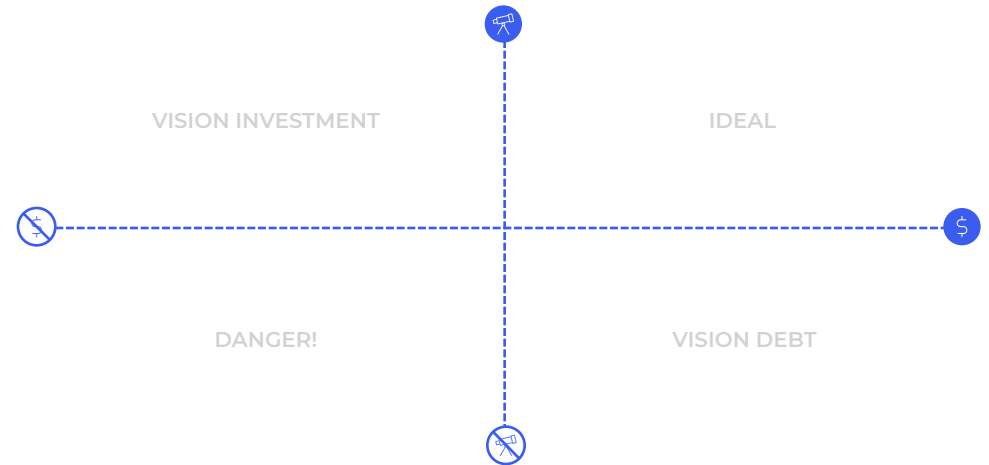 VISION INVESTMENT
IDEAL
$
$
DANGER!
VISION DEBT